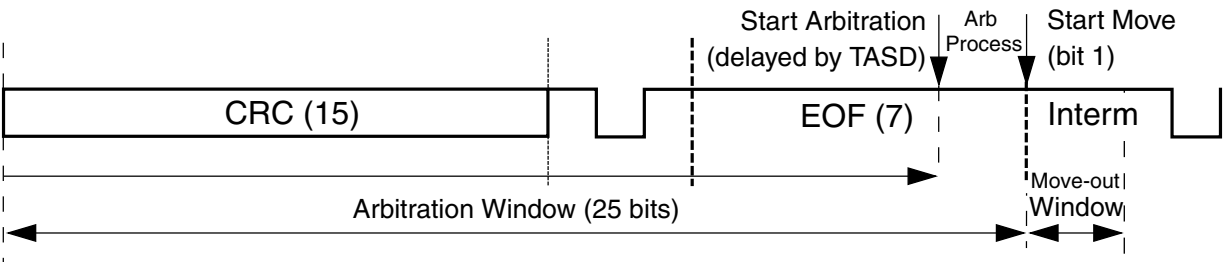 Start Arbitration
(delayed by TASD)
Arb
Process
Start Move
(bit 1)
CRC (15)
EOF (7)
Interm
Move-out
Window
Arbitration Window (25 bits)